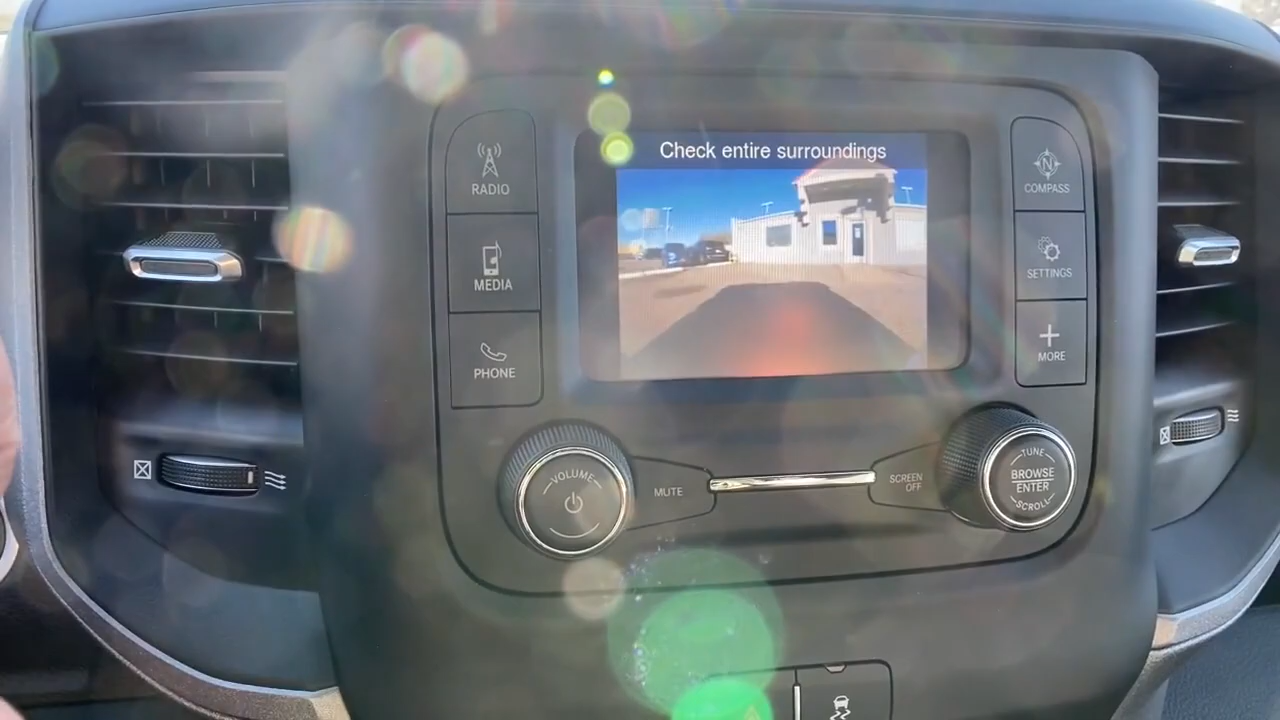 Check entire surroundings
RADIO
MEDIA
PHONE
N
COMPASS
SETTINGS
MORE
VOLUME
MUTE
SCREEN
OFF
TUNE
BROWSE
ENTER
SCROLL